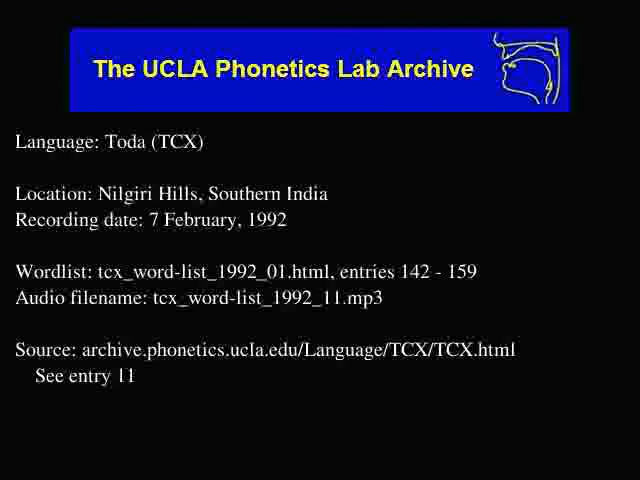 The UCLA Phonetics Lab Archive
Language: Toda (TCX)
Location: Nilgiri Hills, Southern India
Recording date: 7 February, 1992
Wordlist: tcx_word-list_1992_01.html, entries 142 - 159
Audio filename: tcx_word-list_1992_11.mp3
Source: archive.phonetics.ucla.edu/Language/TCX/TCX.html
See entry 11